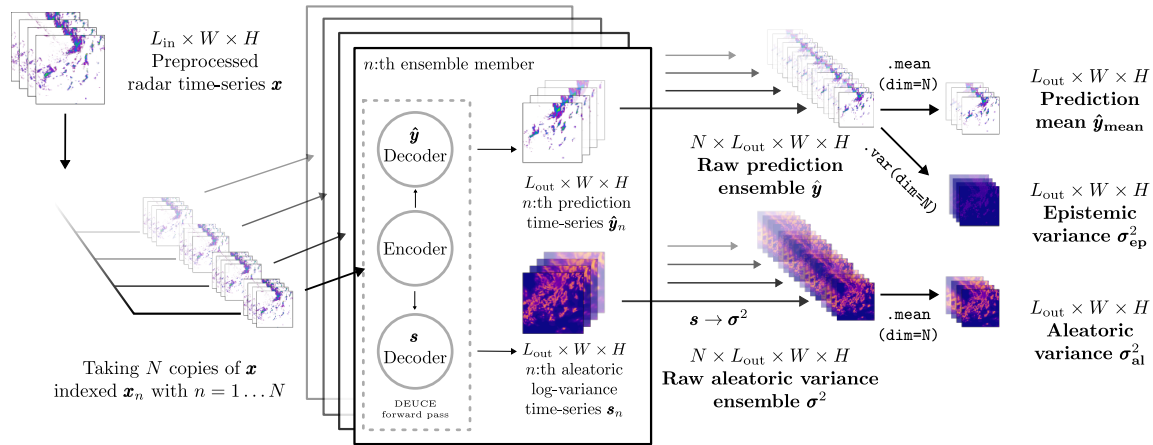 L_in × W × H
Preprocessed
radar time-series x
Taking N copies of x
indexed x_n with n = 1 … N
n:th ensemble member
ŷ
Decoder
Encoder
s
Decoder
DEUCE
forward pass
L_out × W × H
n:th prediction
time-series ŷ_n
L_out × W × H
n:th aleatoric
log-variance
time-series s_n
N × L_out × W × H
Raw prediction
ensemble ŷ
s → σ²
N × L_out × W × H
Raw aleatoric variance
ensemble σ²
.mean
(dim=N)
.var(dim=N)
.mean
(dim=N)
L_out × W × H
Prediction
mean ŷ_mean
L_out × W × H
Epistemic
variance σ²_ep
L_out × W × H
Aleatoric
variance σ²_al